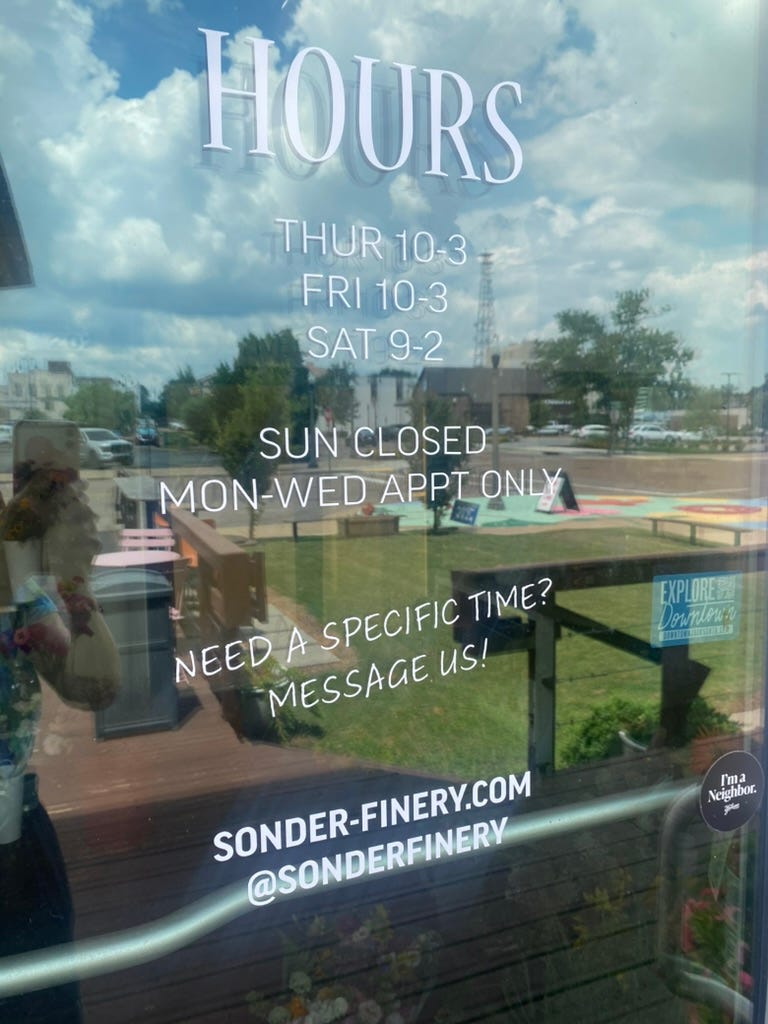 HOURS
THUR 10-3
FRI 10-3
SAT 9-2
SUN CLOSED
MON-WED APPT ONLY
NEED A SPECIFIC TIME?
MESSAGE US!
EXPLORE
Downtown
I'm a
Neighbor.
SONDER-FINERY.COM
@SONDERFINERY